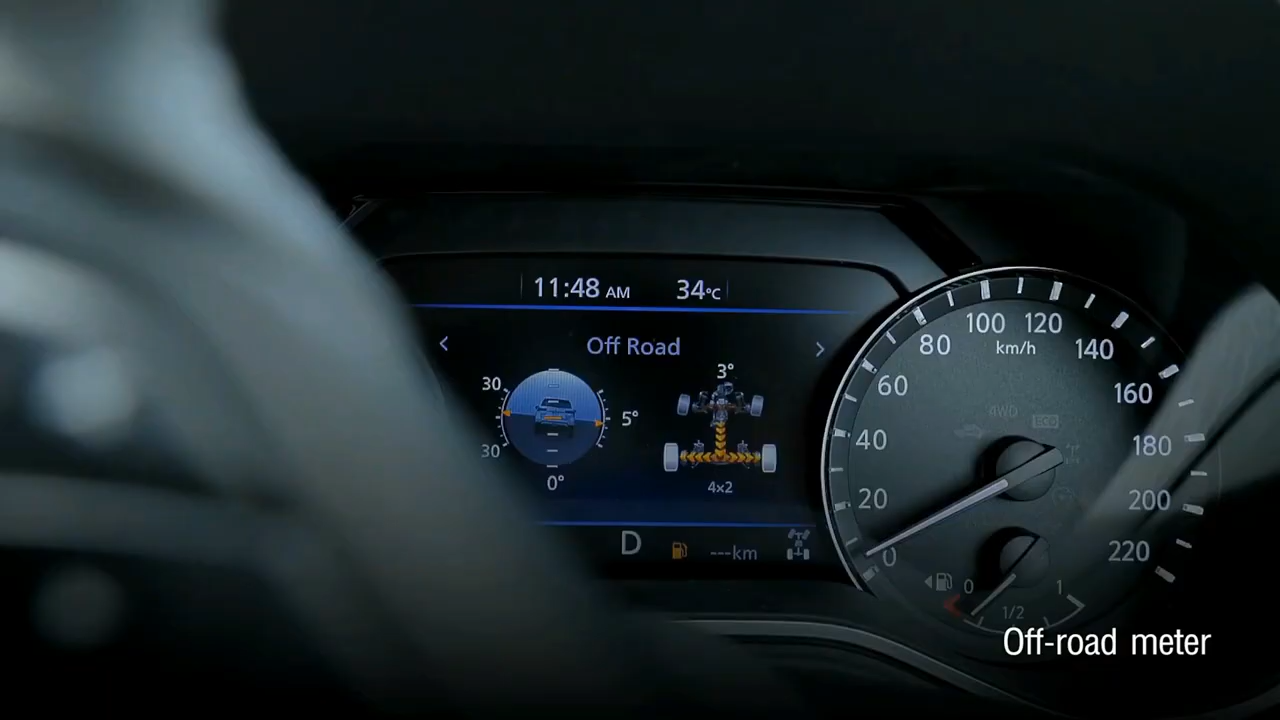 11:48 AM 34°C
< Off Road >
30
30
5°
0°
3°
4x2
D ---km
0
20
40
60
80
100
120
140
160
180
200
220
km/h
4WD
ECO
0 1/2 1
Off-road meter